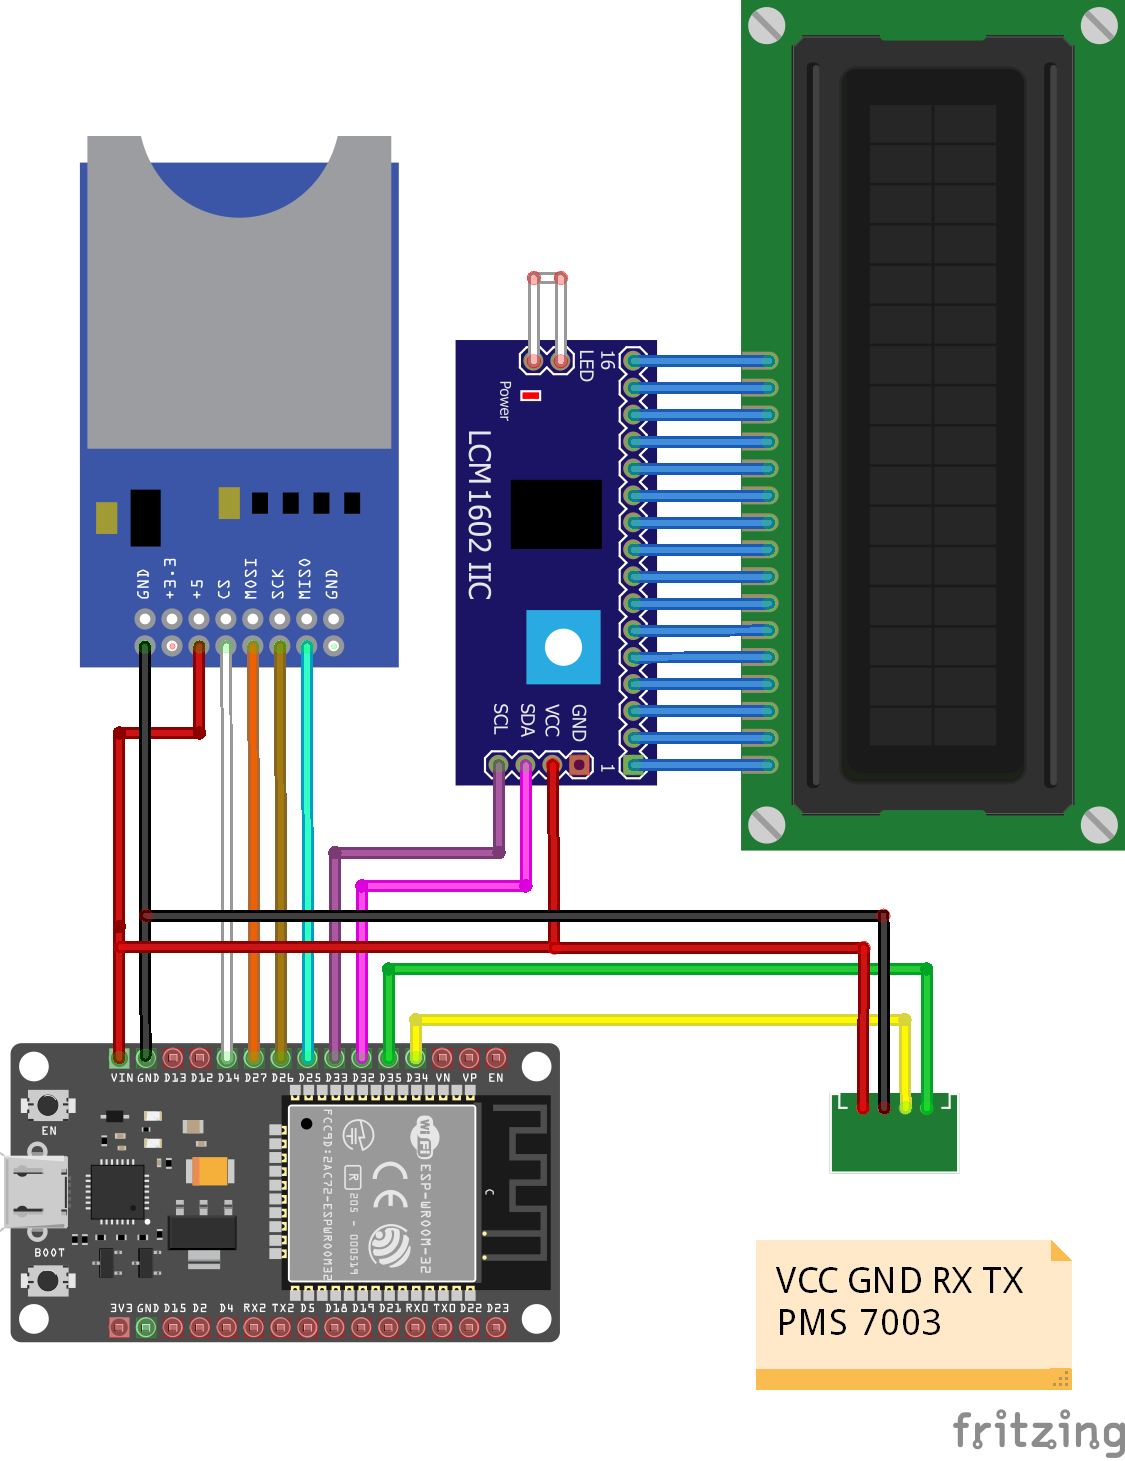 GND +3.3 +5 CS MOSI SCK MISO GND
LED
16
Power
LCM1602 IIC
SCL SDA VCC GND
1
VIN GND D13 D12 D14 D27 D26 D25 D33 D32 D35 D34 VN VP EN
EN
BOOT
FCC9D:2AC72-ESPWROOM32
R
205 - 000519
WiFi
CE
ESP-WROOM-32
C
3V3 GND D15 D2 D4 RX2 TX2 D5 D18 D19 D21 RX0 TX0 D22 D23
VCC GND RX TX
PMS 7003
fritzing